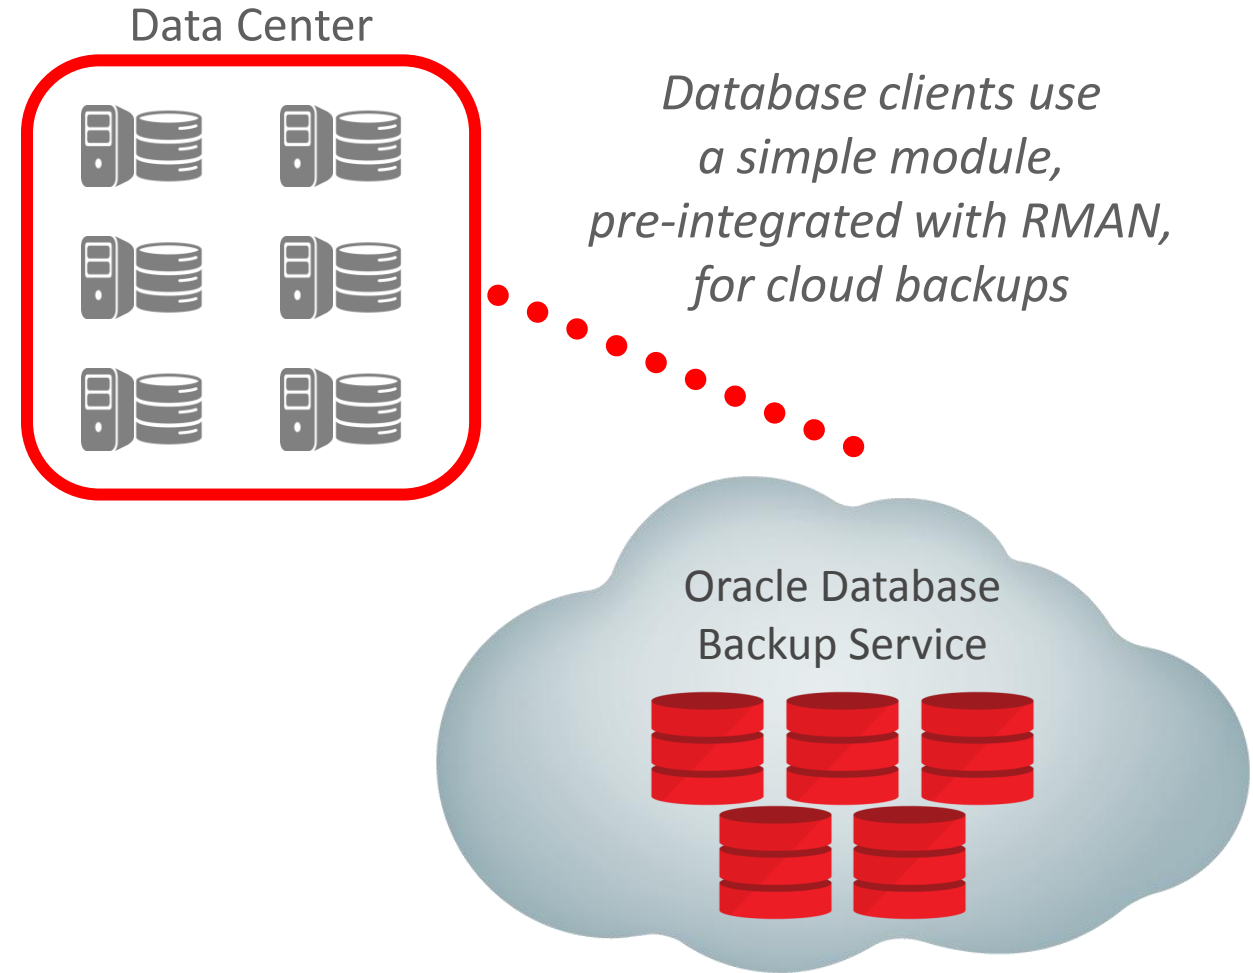 Data Center
Database clients use
a simple module,
pre-integrated with RMAN,
for cloud backups
Oracle Database
Backup Service